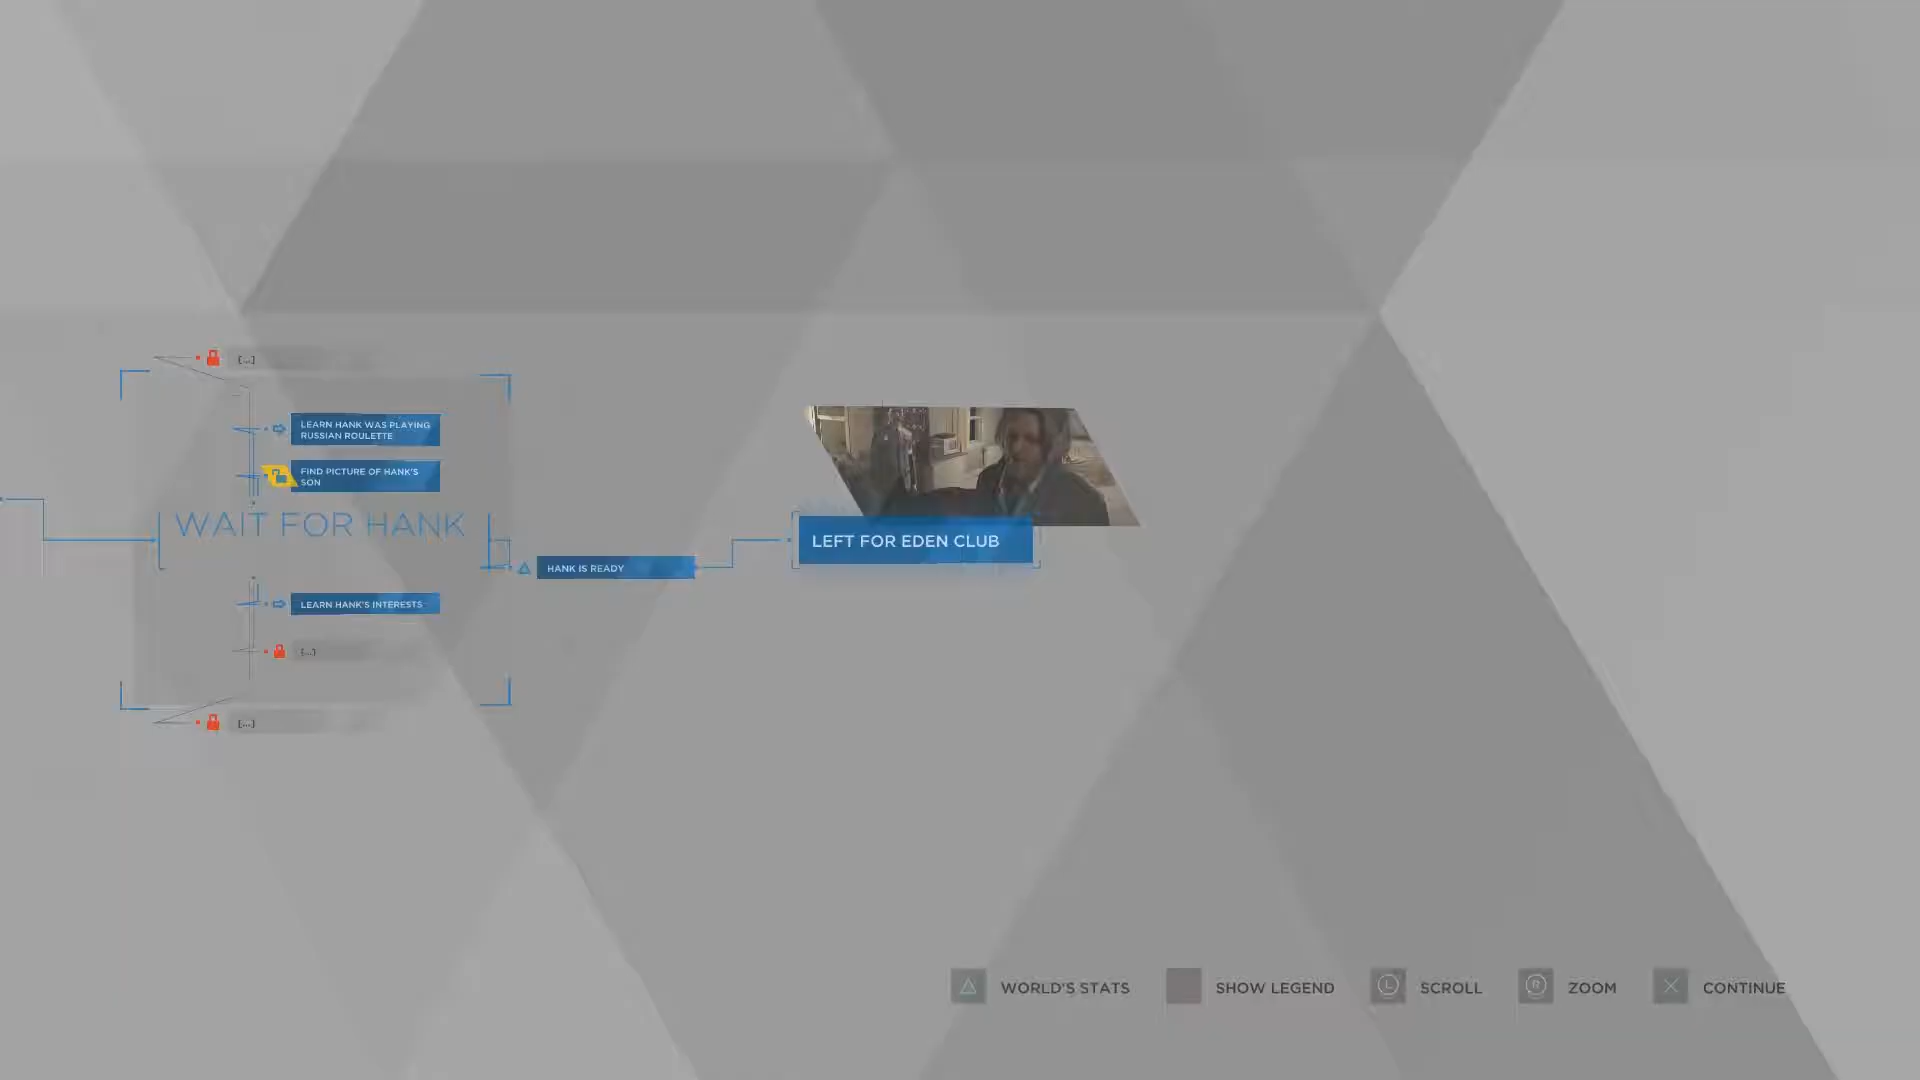 [...]
LEARN HANK WAS PLAYING
RUSSIAN ROULETTE
FIND PICTURE OF HANK'S
SON
WAIT FOR HANK
HANK IS READY
LEFT FOR EDEN CLUB
LEARN HANK'S INTERESTS
[...]
[...]
WORLD'S STATS
SHOW LEGEND
L
SCROLL
R
ZOOM
CONTINUE